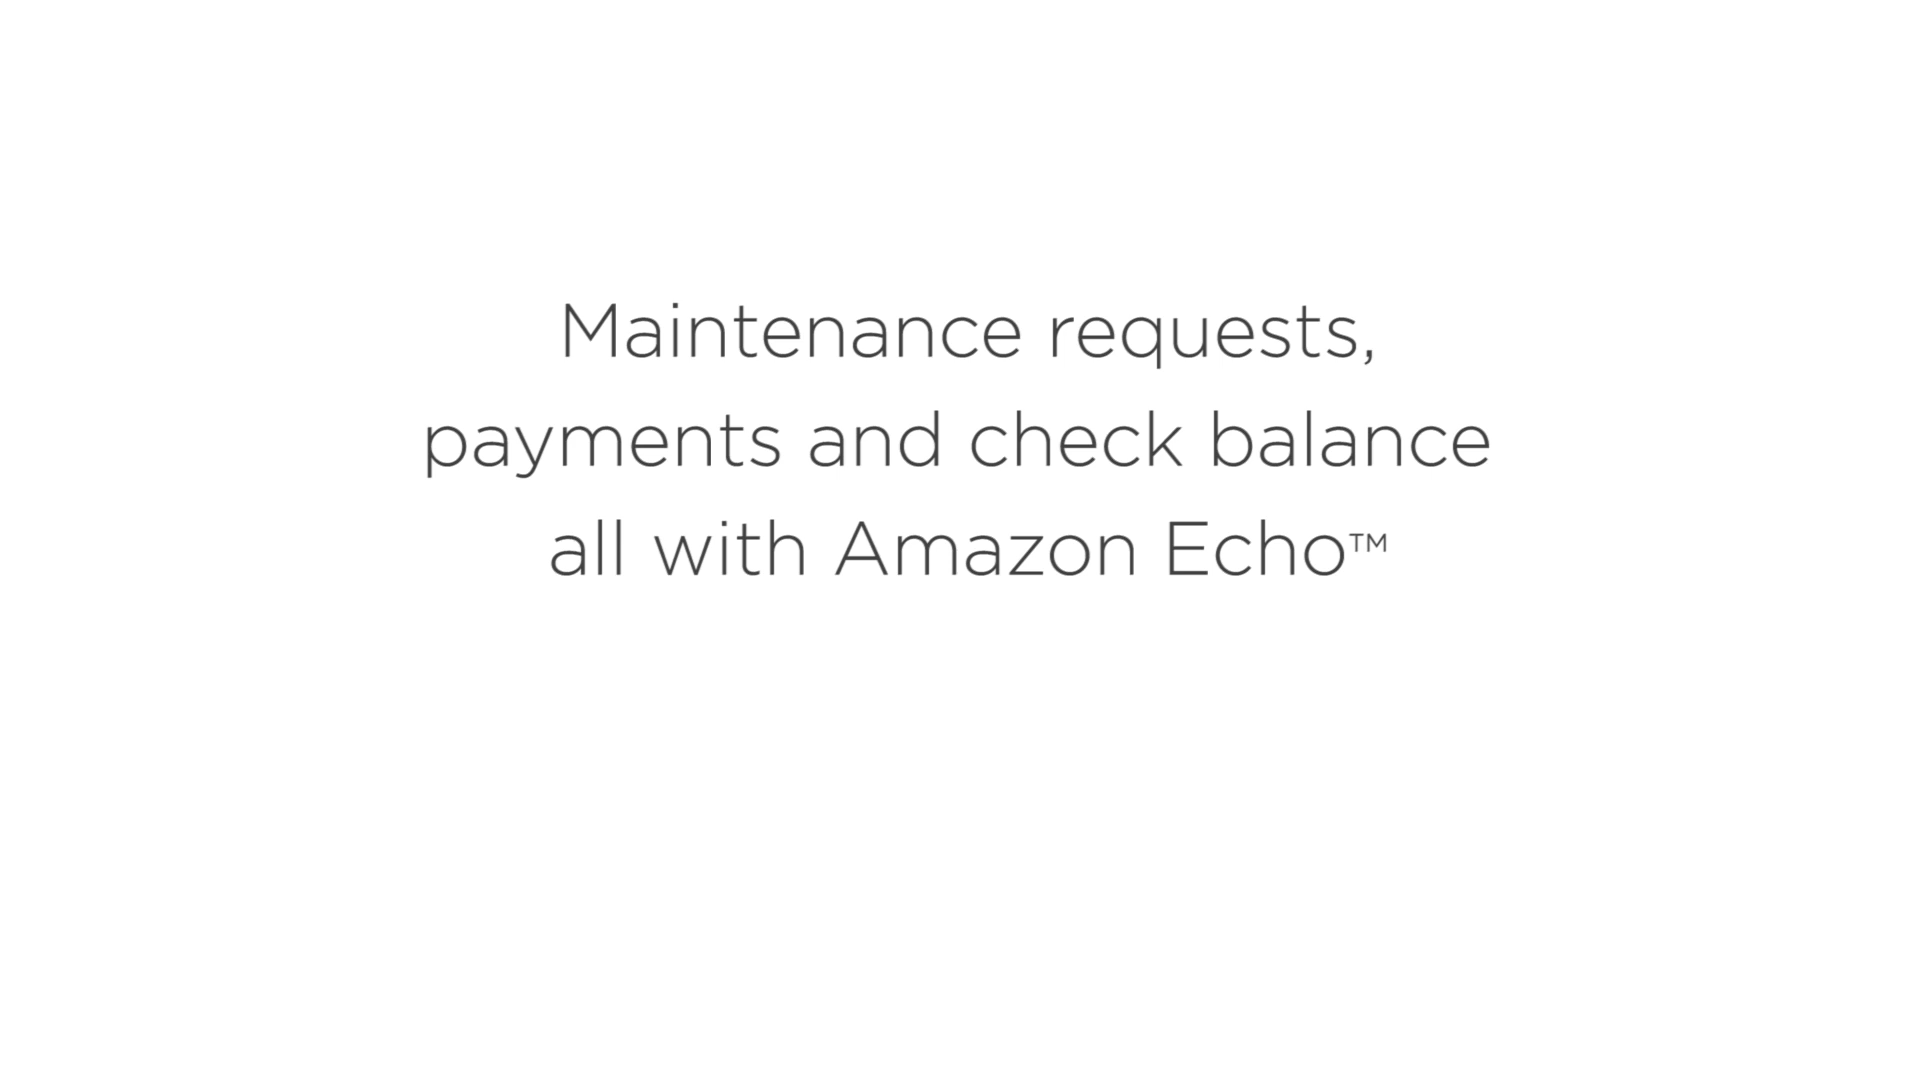 Maintenance requests,
payments and check balance
all with Amazon Echo™